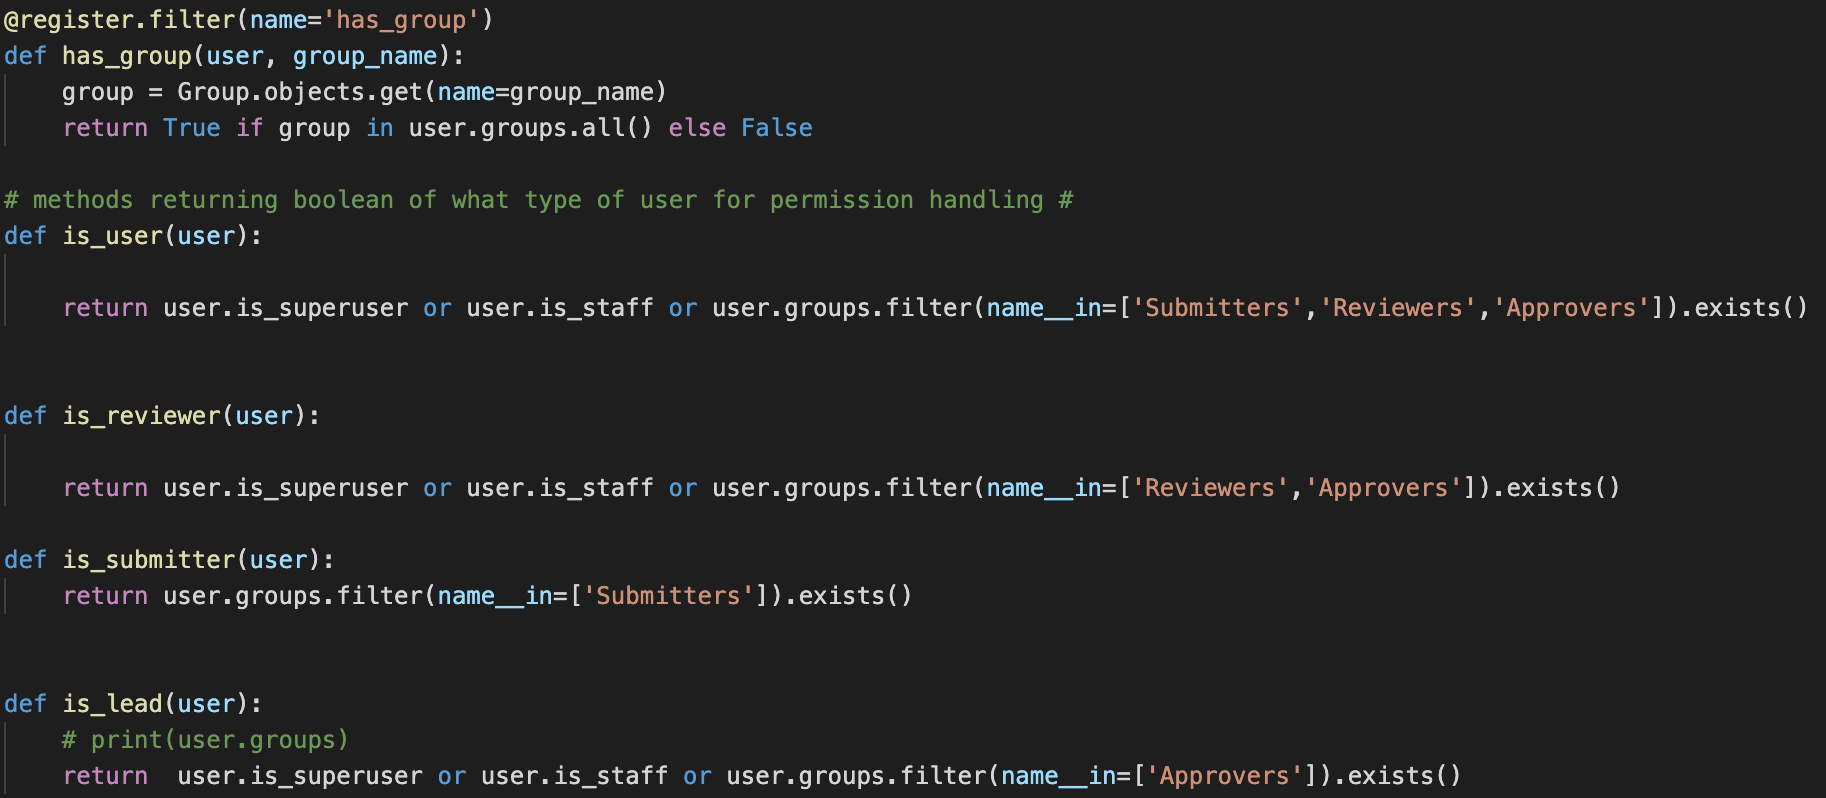 @register.filter(name='has_group')
def has_group(user, group_name):
    group = Group.objects.get(name=group_name)
    return True if group in user.groups.all() else False

# methods returning boolean of what type of user for permission handling #
def is_user(user):

    return user.is_superuser or user.is_staff or user.groups.filter(name__in=['Submitters','Reviewers','Approvers']).exists()


def is_reviewer(user):

    return user.is_superuser or user.is_staff or user.groups.filter(name__in=['Reviewers','Approvers']).exists()

def is_submitter(user):
    return user.groups.filter(name__in=['Submitters']).exists()


def is_lead(user):
    # print(user.groups)
    return  user.is_superuser or user.is_staff or user.groups.filter(name__in=['Approvers']).exists()